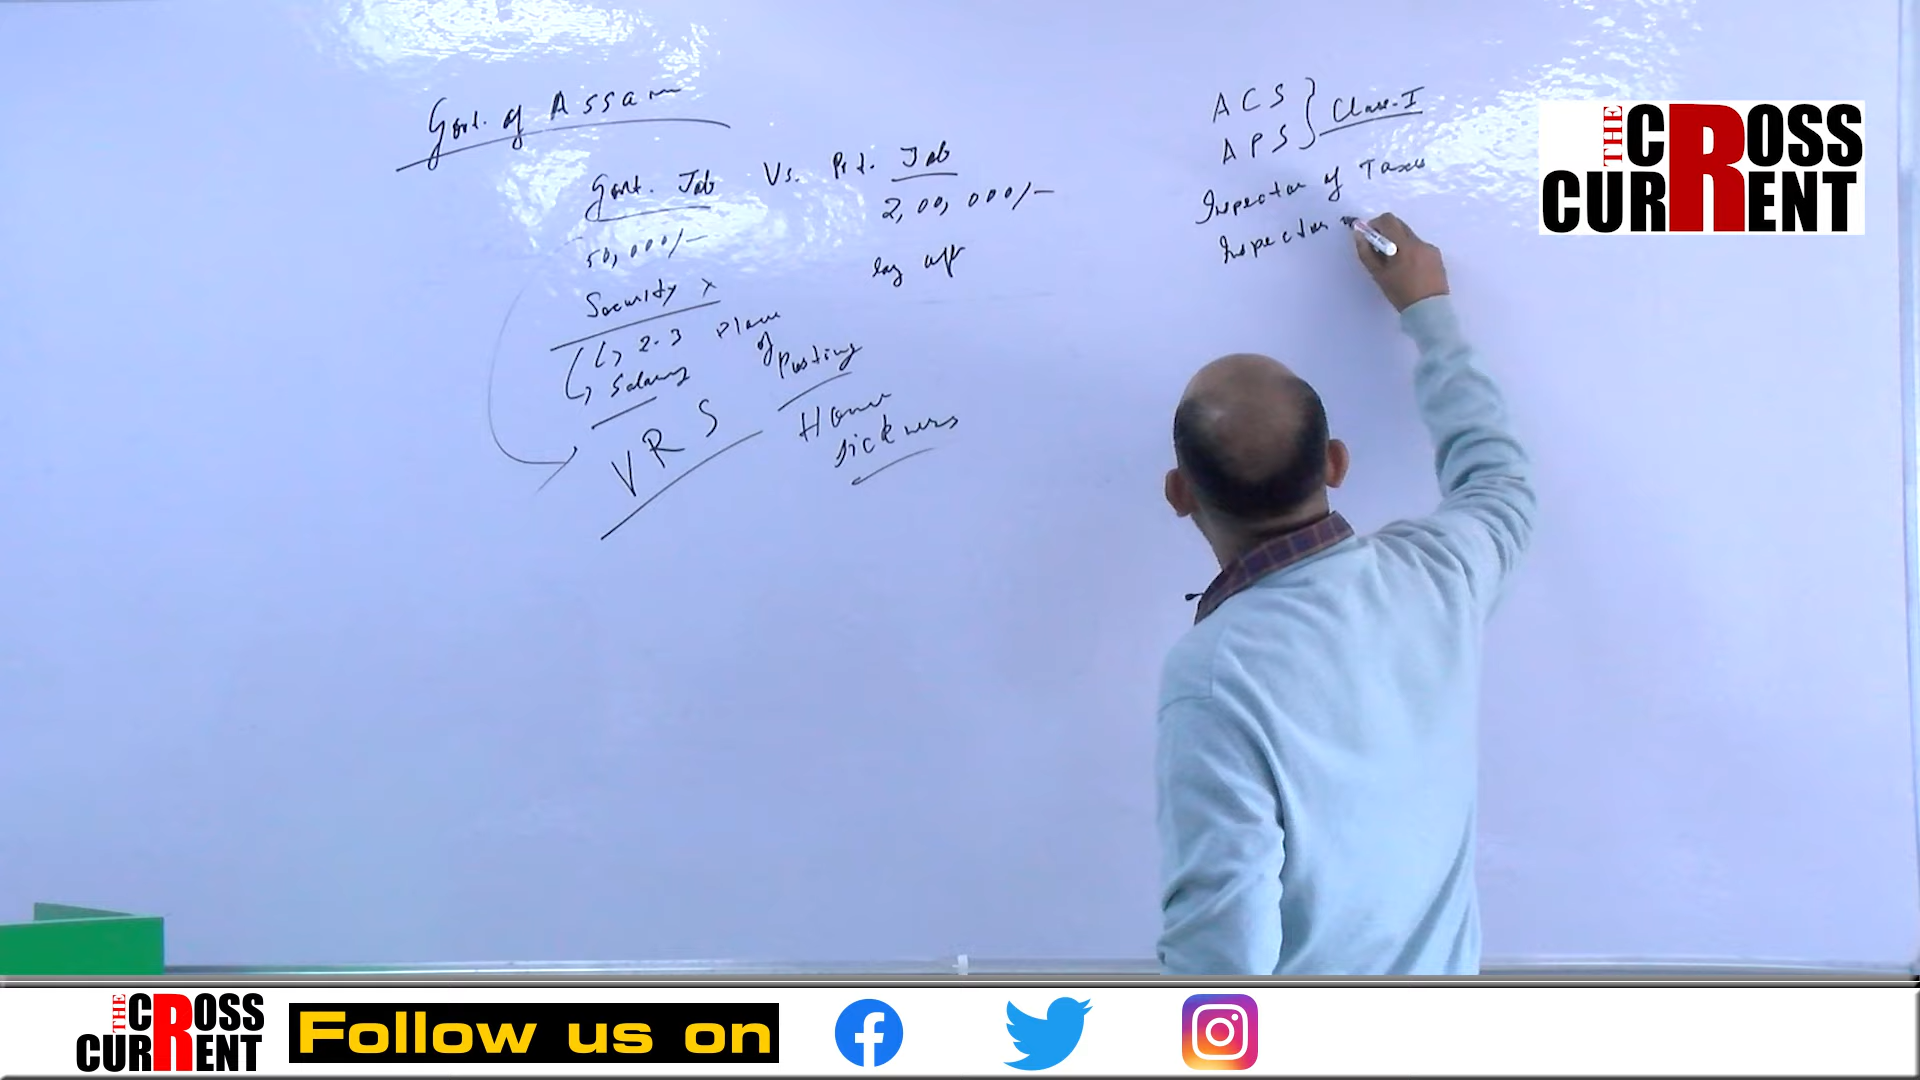 Govt. of Assam
Govt. Job Vs. Pvt. Job
50,000/- 2,00,000/-
Security x lay off
2-3 Place of Posting
Salary
VRS
Home Sickness
ACS
APS
Class-I
Inspector of Taxes
Inspector
THE CROSS CURRENT
THE CROSS CURRENT
Follow us on